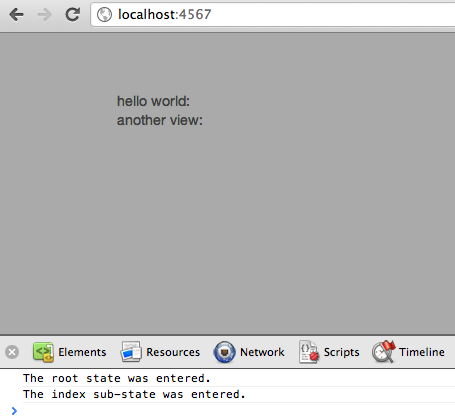 localhost:4567
hello world:
another view:
Elements Resources Network Scripts Timeline
The root state was entered.
The index sub-state was entered.